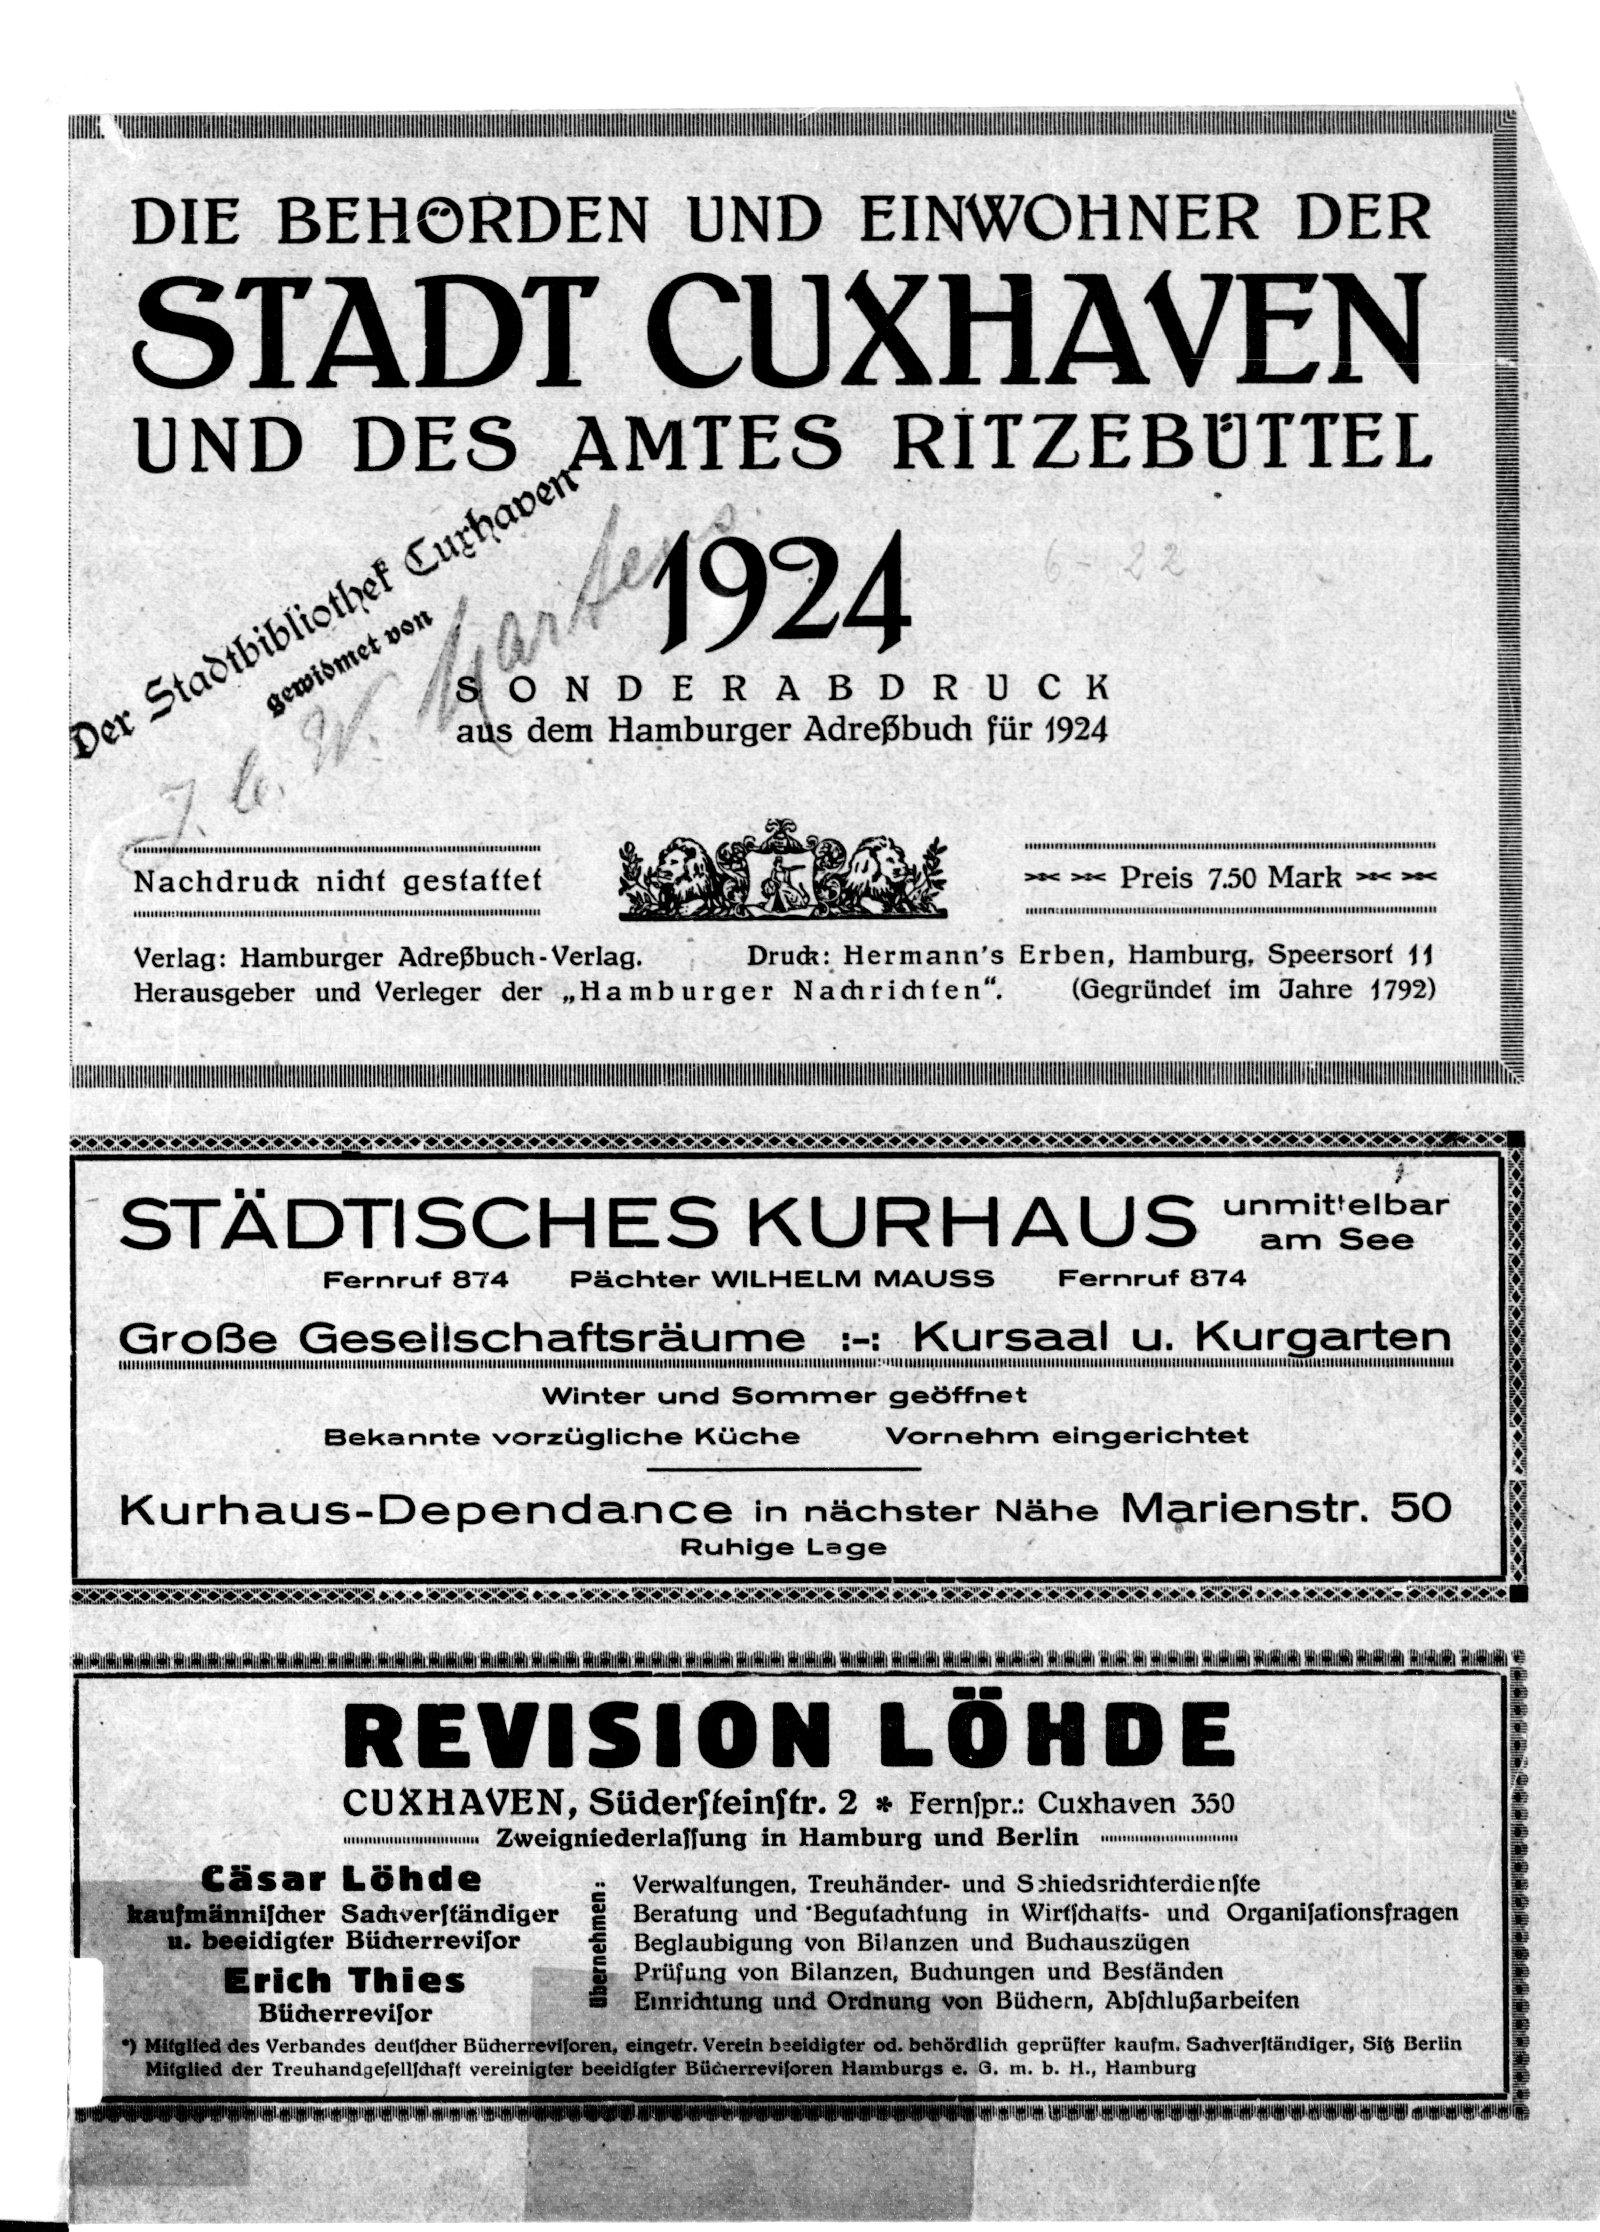 DIE BEHÖRDEN UND EINWOHNER DER
STADT CUXHAVEN
UND DES AMTES RITZEBÜTTEL
Der Stadtbibliothek Cuxhaven
gewidmet von
J. C. W. Martens.
1924
6 - 22
SONDERABDRUCK
aus dem Hamburger Adreßbuch für 1924
Nachdruck nicht gestattet
Preis 7.50 Mark
Verlag: Hamburger Adreßbuch-Verlag. Druck: Hermann's Erben, Hamburg, Speersort 11
Herausgeber und Verleger der „Hamburger Nachrichten“. (Gegründet im Jahre 1792)
STÄDTISCHES KURHAUS unmittelbar
am See
Fernruf 874 Pächter WILHELM MAUSS Fernruf 874
Große Gesellschaftsräume :-: Kursaal u. Kurgarten
Winter und Sommer geöffnet
Bekannte vorzügliche Küche Vornehm eingerichtet
Kurhaus-Dependance in nächster Nähe Marienstr. 50
Ruhige Lage
REVISION LÖHDE
CUXHAVEN, Süderſteinſtr. 2 * Fernſpr.: Cuxhaven 350
Zweigniederlaſſung in Hamburg und Berlin
Cäsar Löhde
kaufmänniſcher Sachverſtändiger
u. beeidigter Bücherreviſor
Erich Thies
Bücherreviſor
übernehmen:
Verwaltungen, Treuhänder- und Schiedsrichterdienſte
Beratung und Begutachtung in Wirtſchafts- und Organiſationsfragen
Beglaubigung von Bilanzen und Buchauszügen
Prüfung von Bilanzen, Buchungen und Beständen
Einrichtung und Ordnung von Büchern, Abſchlußarbeiten
*) Mitglied des Verbandes deutſcher Bücherreviſoren, eingetr. Verein beeidigter od. behördlich geprüfter kaufm. Sachverſtändiger, Sitz Berlin
Mitglied der Treuhandgeſellſchaft vereinigter beeidigter Bücherreviſoren Hamburgs e. G. m. b. H., Hamburg